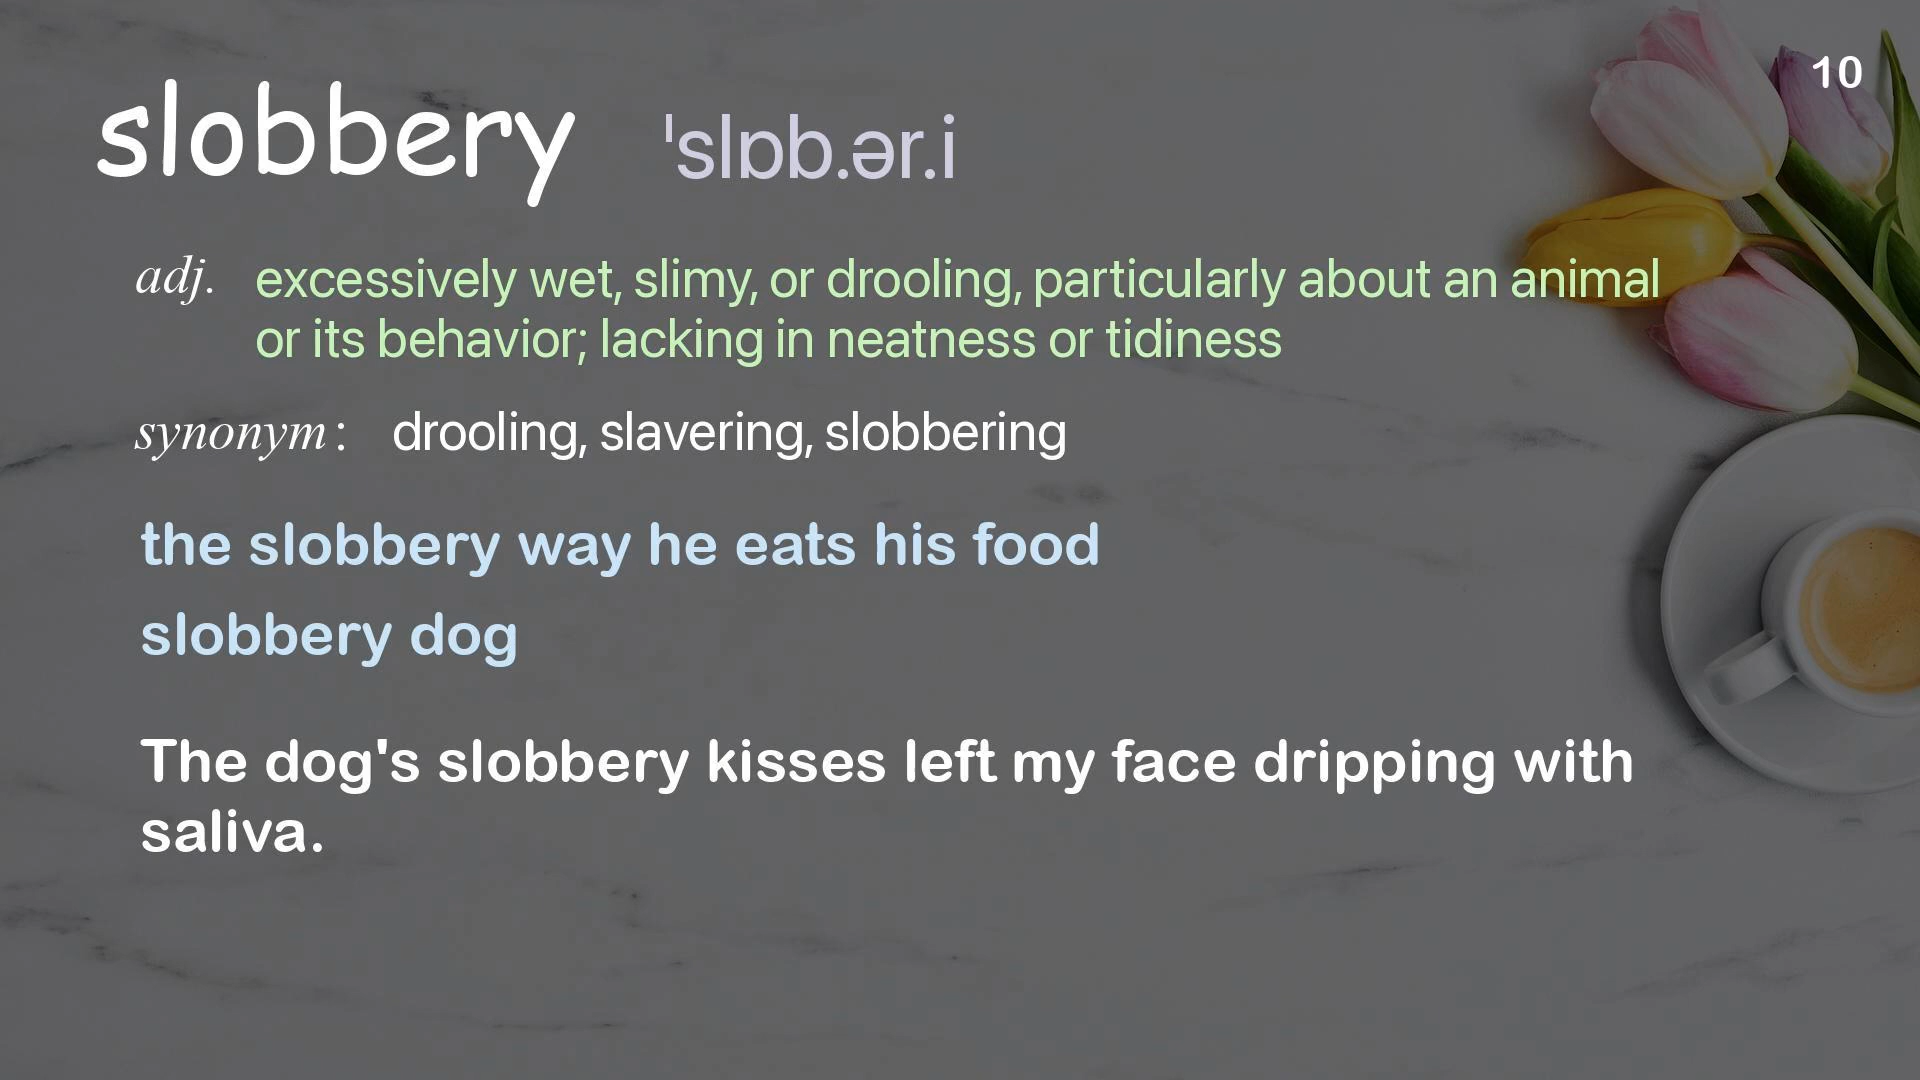 10
slobbery ˈslɒb.ər.i
adj. excessively wet, slimy, or drooling, particularly about an animal
or its behavior; lacking in neatness or tidiness
synonym: drooling, slavering, slobbering
the slobbery way he eats his food
slobbery dog
The dog's slobbery kisses left my face dripping with
saliva.